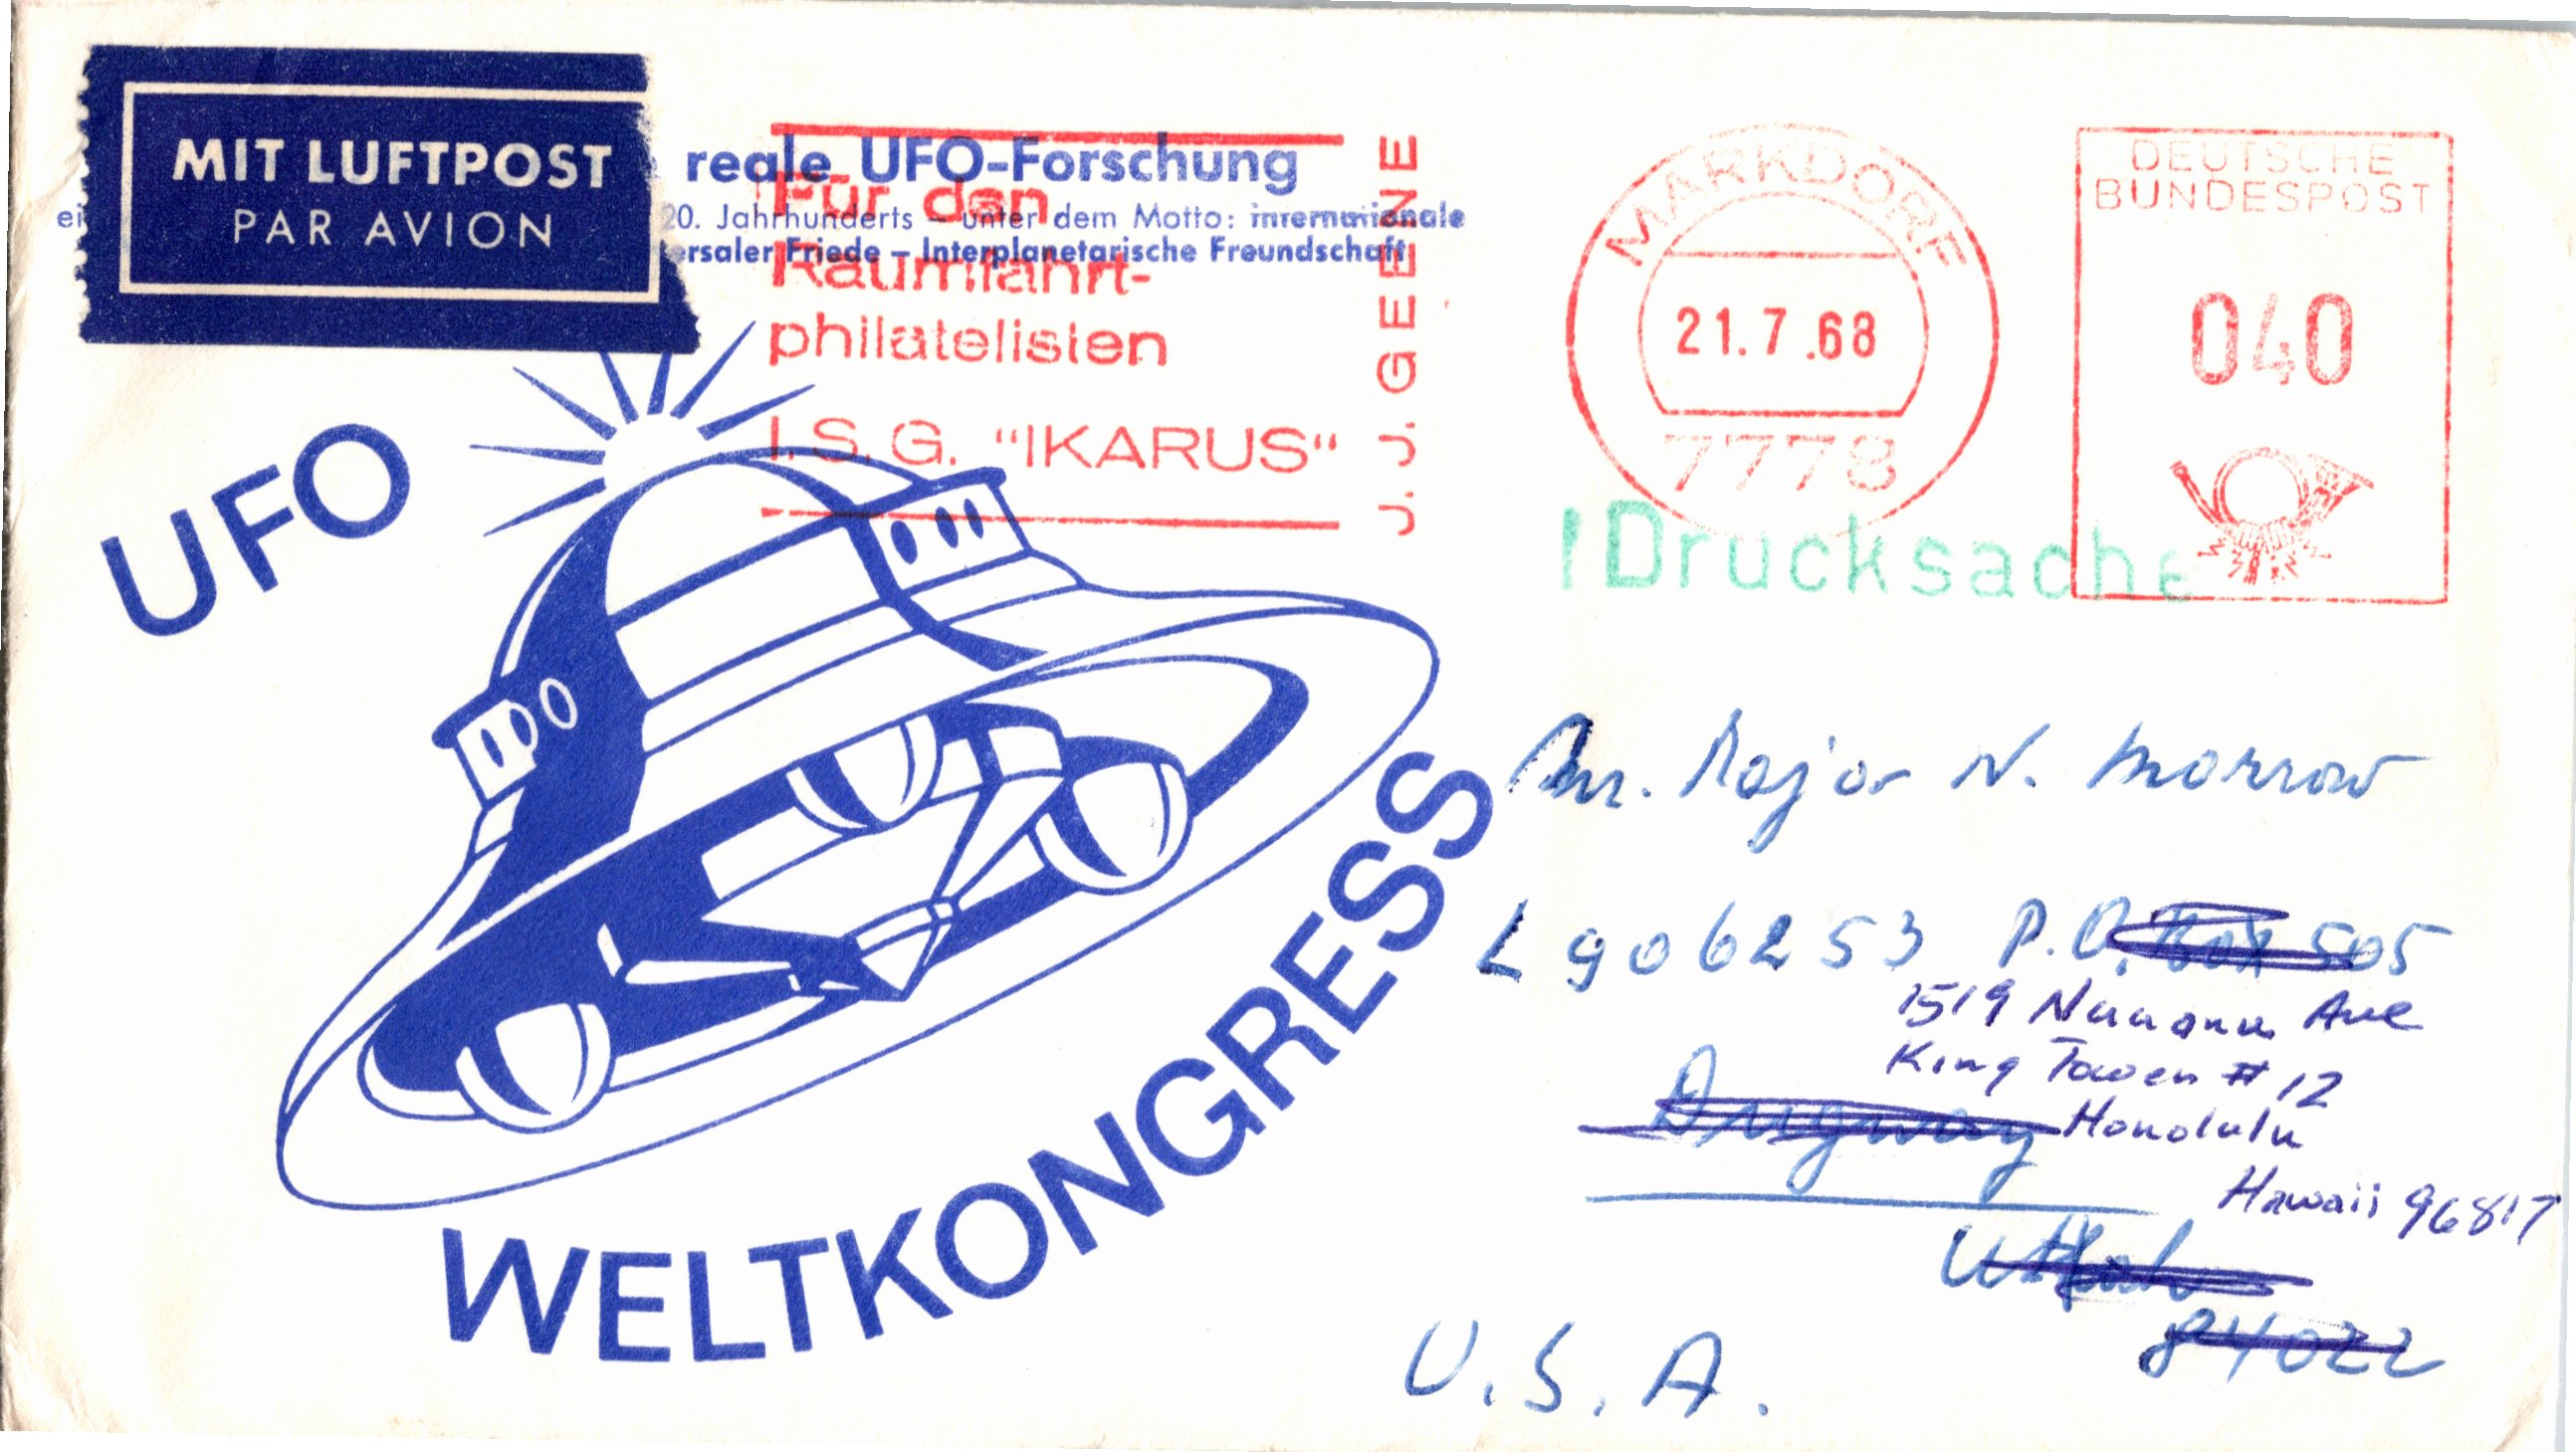 MIT LUFTPOST
PAR AVION
reale UFO-Forschung
ei
20. Jahrhunderts – unter dem Motto: internationale
ersaler Friede – Interplanetarische Freundschaft
Für den
Raumfahrt-
philatelisten
I.S.G. "IKARUS"
J. J. GEENE
MARKDORF
21.7.68
7778
DEUTSCHE
BUNDESPOST
040
Drucksache
UFO
WELTKONGRESS
Mr. Major N. Morrow
L906253 P.O. Box 505
1519 Nuuanu Ave
King Tower #12
Dugway Honolulu
Hawaii 96817
Utah
84022
U.S.A.